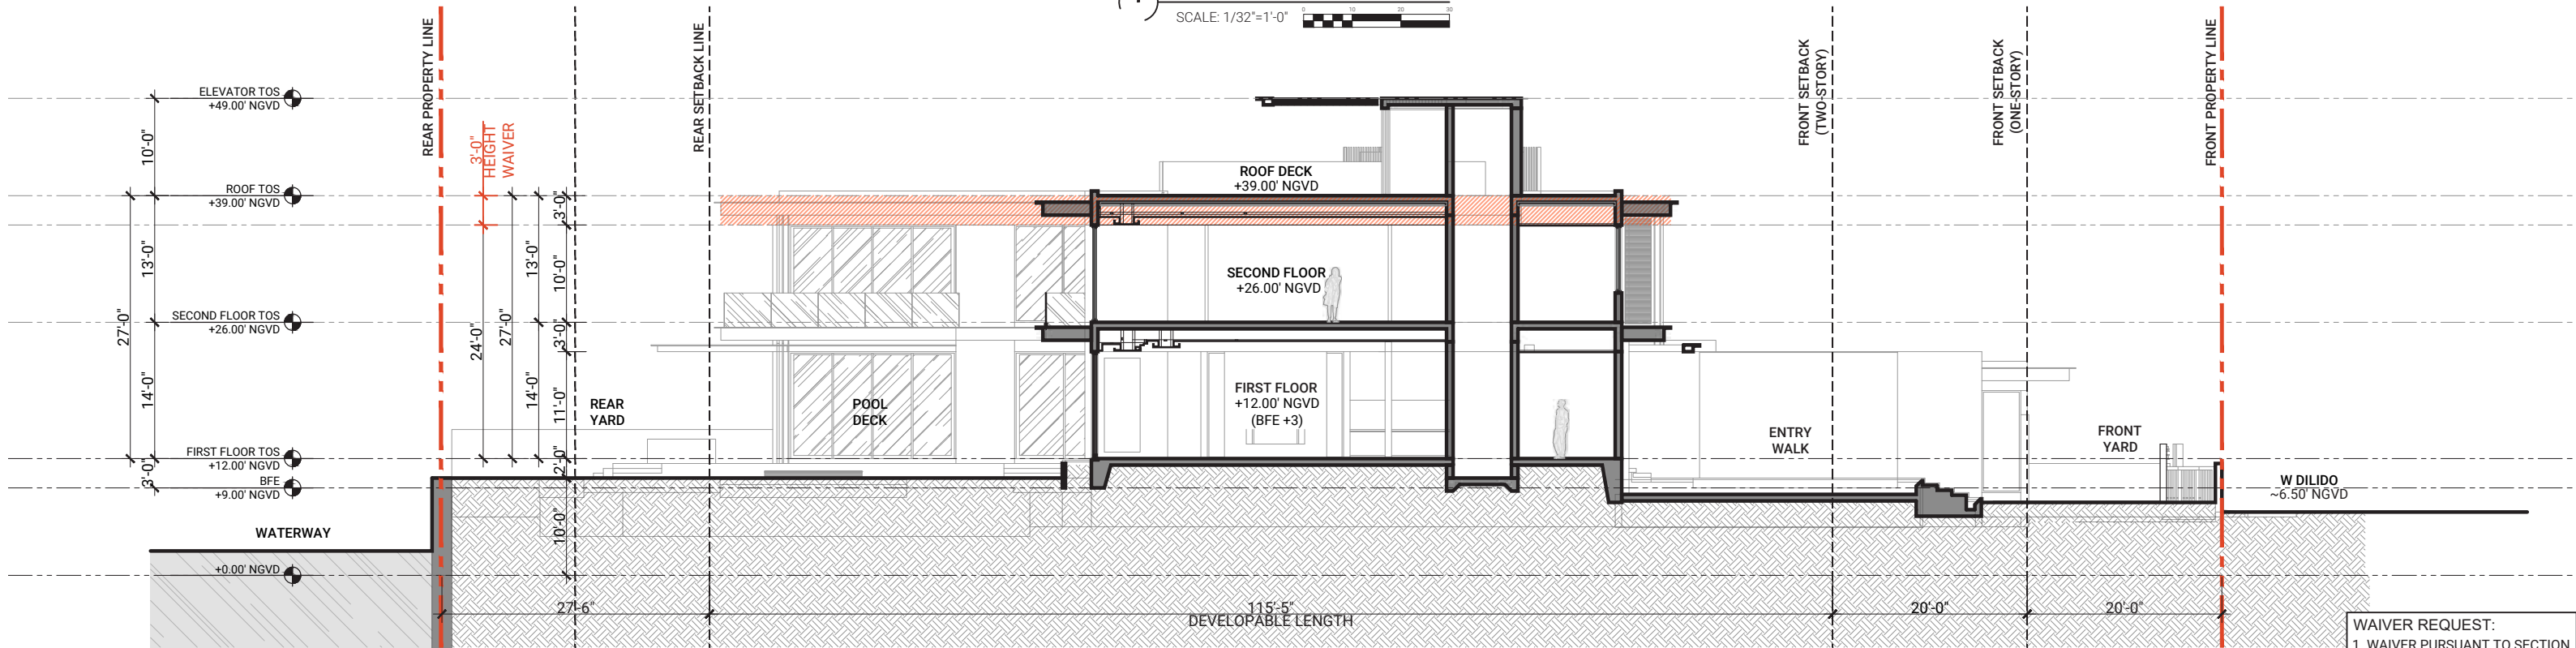 SCALE: 1/32"=1'-0"
0 10 20 30
REAR PROPERTY LINE
REAR SETBACK LINE
FRONT SETBACK
(TWO-STORY)
FRONT SETBACK
(ONE-STORY)
FRONT PROPERTY LINE
ELEVATOR TOS
+49.00' NGVD
10'-0"
3'-0"
HEIGHT
WAIVER
ROOF TOS
+39.00' NGVD
ROOF DECK
+39.00' NGVD
3'-0"
13'-0"
13'-0"
10'-0"
SECOND FLOOR
+26.00' NGVD
SECOND FLOOR TOS
+26.00' NGVD
27'-0"
24'-0"
27'-0"
3'-0"
14'-0"
14'-0"
11'-0"
REAR
YARD
POOL
DECK
FIRST FLOOR
+12.00' NGVD
(BFE +3)
ENTRY
WALK
FRONT
YARD
FIRST FLOOR TOS
+12.00' NGVD
3'-0"
2'-0"
BFE
+9.00' NGVD
W DILIDO
~6.50' NGVD
WATERWAY
10'-0"
+0.00' NGVD
27'-6"
115'-5"
DEVELOPABLE LENGTH
20'-0"
20'-0"
WAIVER REQUEST:
1. WAIVER PURSUANT TO SECTION